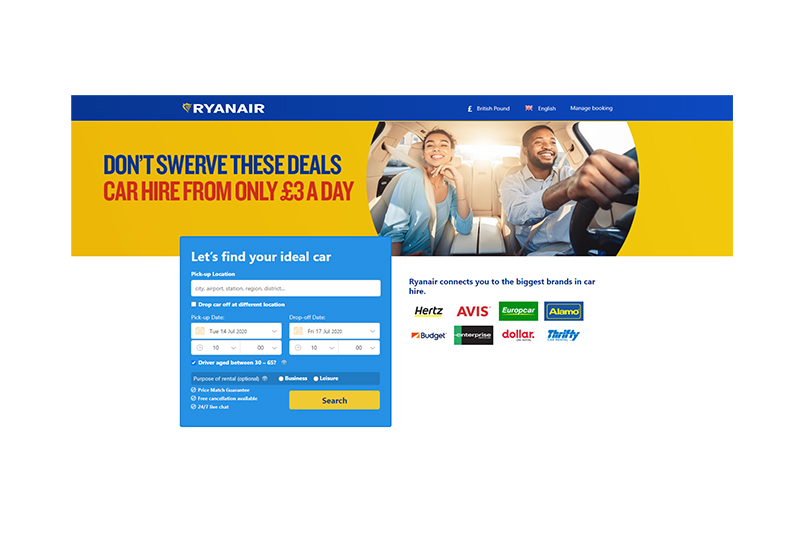 RYANAIR
£ British Pound English Manage booking
DON'T SWERVE THESE DEALS
CAR HIRE FROM ONLY £3 A DAY
Let's find your ideal car
Pick-up Location
city, airport, station, region, district...
Drop car off at different location
Pick-up Date: Drop-off Date:
Tue 14 Jul 2020 Fri 17 Jul 2020
10 00 10 00
Driver aged between 30 – 65?
Purpose of rental (optional) Business Leisure
Price Match Guarantee
Free cancellation available
24/7 live chat
Search
Ryanair connects you to the biggest brands in car
hire.
Hertz AVIS Europcar Alamo
Budget enterprise dollar. Thrifty
CAR RENTAL